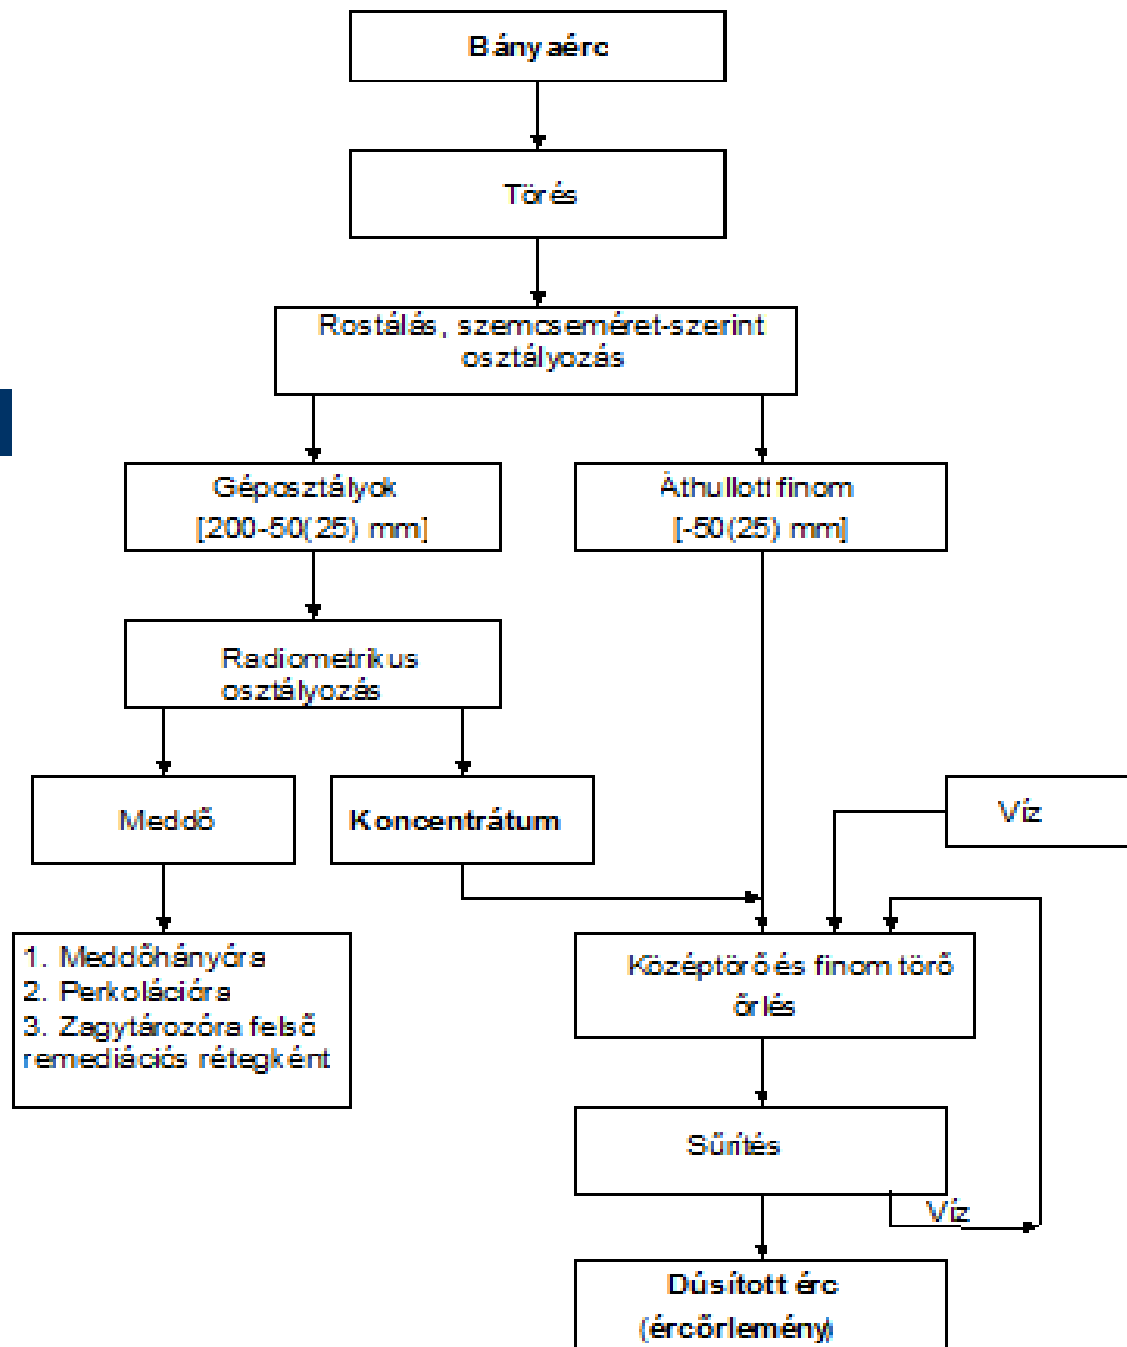 Bányaérc
Törés
Rostálás, szemcseméret-szerint
osztályozás
Géposztályok
[200-50(25) mm]
Áthullott finom
[-50(25) mm]
Radiometrikus
osztályozás
Meddő
Koncentrátum
Víz
1. Meddőhányóra
2. Perkolációra
3. Zagytározóra felső
remediációs rétegként
Középtörő és finom törő
őrlés
Sűrítés
Víz
Dúsított érc
(ércőrlemény)